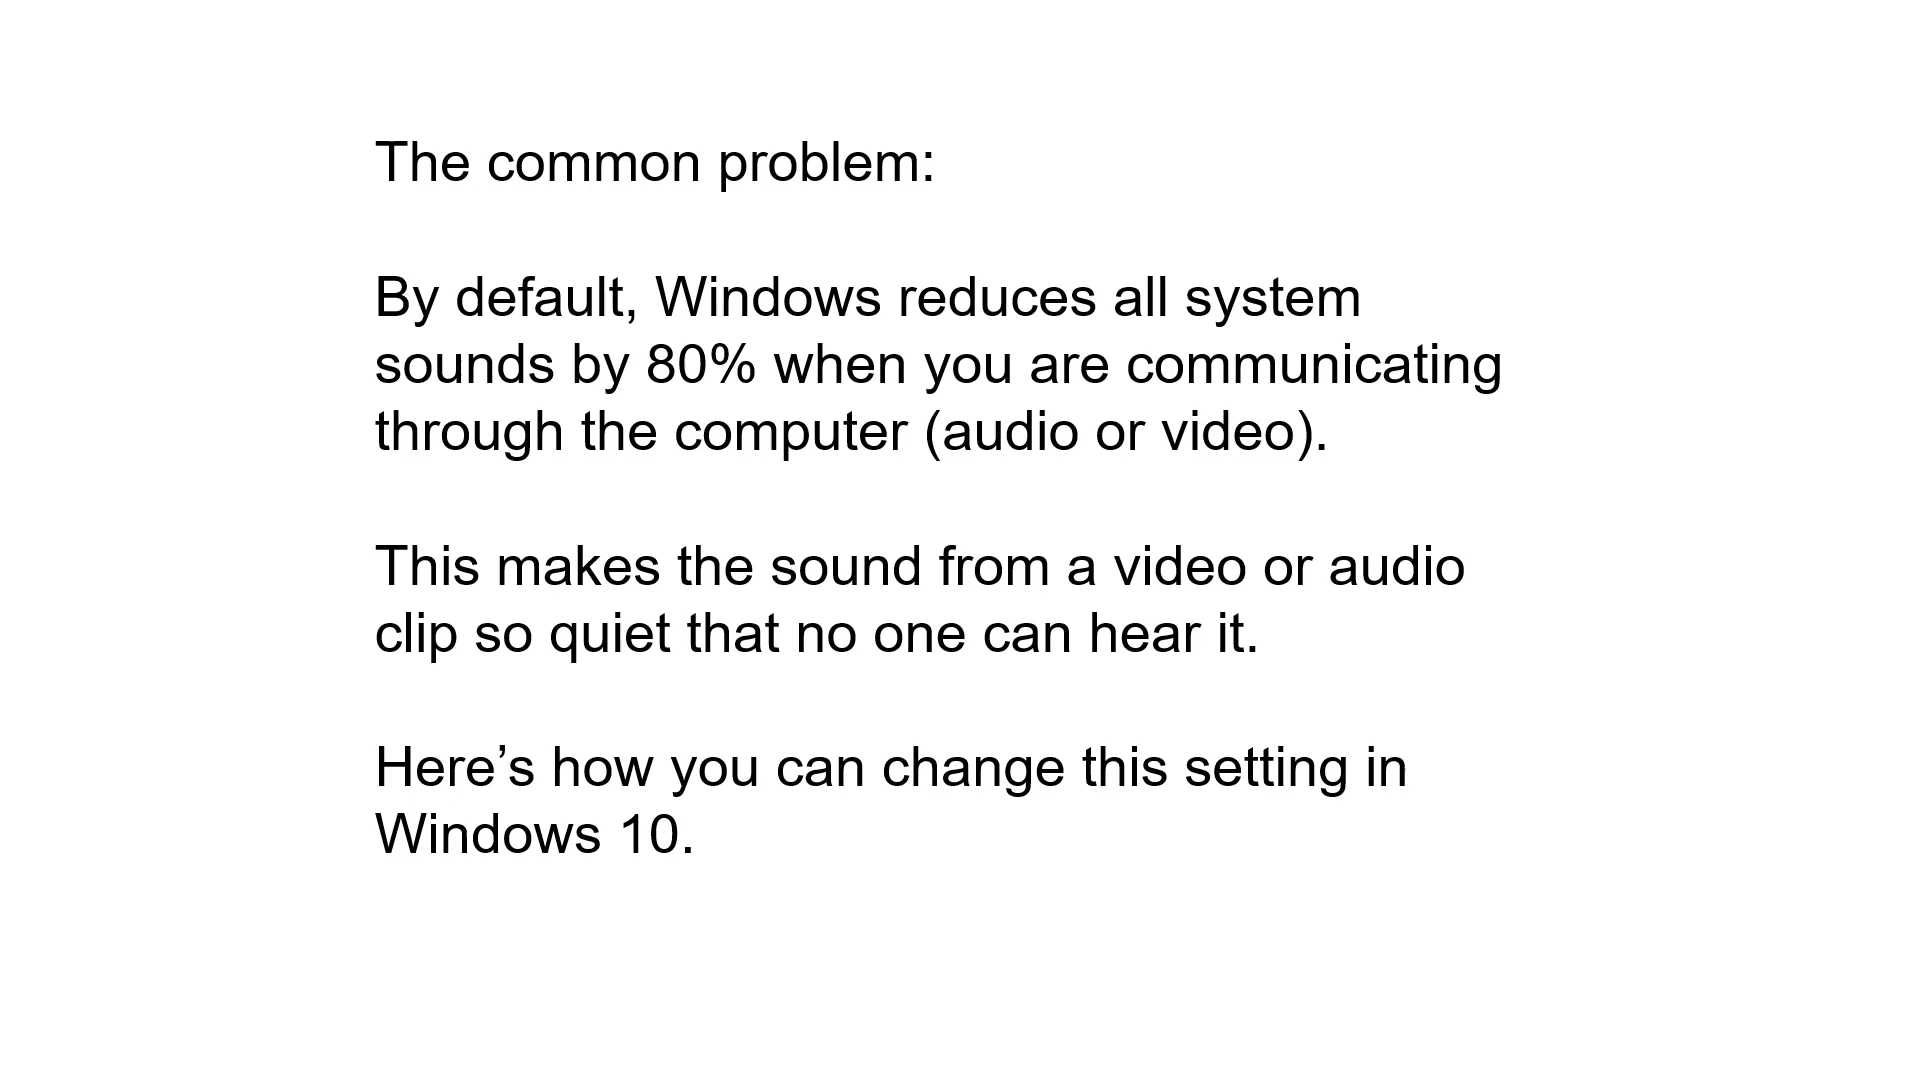 The common problem:
By default, Windows reduces all system
sounds by 80% when you are communicating
through the computer (audio or video).
This makes the sound from a video or audio
clip so quiet that no one can hear it.
Here’s how you can change this setting in
Windows 10.